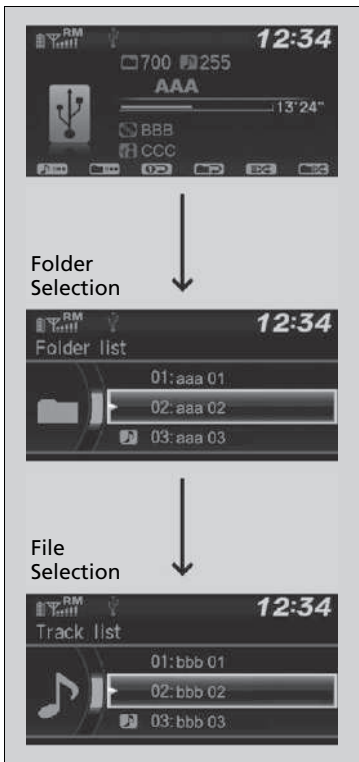 RM 12:34
700 255
AAA
13'24"
BBB
CCC
Folder
Selection
RM 12:34
Folder list
01:aaa 01
02:aaa 02
03:aaa 03
File
Selection
RM 12:34
Track list
01:bbb 01
02:bbb 02
03:bbb 03